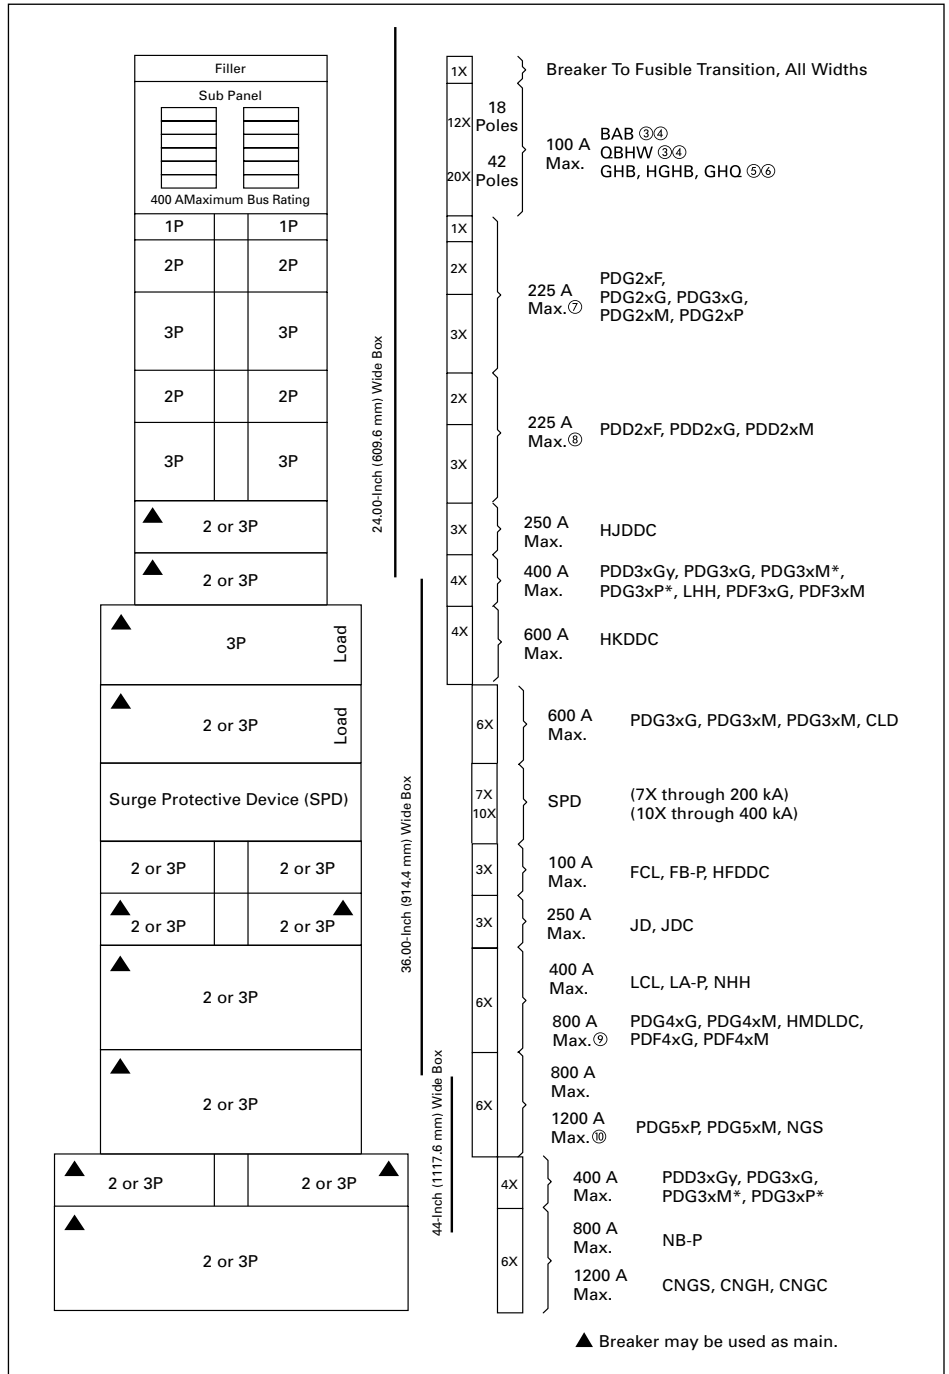 Filler
Sub Panel
400 AMaximum Bus Rating
1P 1P
2P 2P
3P 3P
2P 2P
3P 3P
▲ 2 or 3P
▲ 2 or 3P
▲ 3P Load
▲ 2 or 3P Load
Surge Protective Device (SPD)
2 or 3P 2 or 3P
▲ 2 or 3P ▲ 2 or 3P
▲ 2 or 3P
▲ 2 or 3P
▲ 2 or 3P ▲ 2 or 3P
▲ 2 or 3P
24.00-Inch (609.6 mm) Wide Box
36.00-Inch (914.4 mm) Wide Box
44-Inch (1117.6 mm) Wide Box
1X Breaker To Fusible Transition, All Widths
12X 18 Poles
20X 42 Poles
100 A Max.
BAB ③④
QBHW ③④
GHB, HGHB, GHQ ⑤⑥
1X
2X
3X
225 A Max.⑦
PDG2xF,
PDG2xG, PDG3xG,
PDG2xM, PDG2xP
2X
3X
225 A Max.⑧
PDD2xF, PDD2xG, PDD2xM
3X 250 A Max. HJDDC
4X 400 A Max.
PDD3xGy, PDG3xG, PDG3xM*,
PDG3xP*, LHH, PDF3xG, PDF3xM
4X 600 A Max. HKDDC
6X 600 A Max. PDG3xG, PDG3xM, PDG3xM, CLD
7X
10X
SPD
(7X through 200 kA)
(10X through 400 kA)
3X 100 A Max. FCL, FB-P, HFDDC
3X 250 A Max. JD, JDC
6X
400 A Max. LCL, LA-P, NHH
800 A Max.⑨
PDG4xG, PDG4xM, HMDLDC,
PDF4xG, PDF4xM
6X
800 A Max.
1200 A Max.⑩ PDG5xP, PDG5xM, NGS
4X 400 A Max.
PDD3xGy, PDG3xG,
PDG3xM*, PDG3xP*
6X
800 A Max. NB-P
1200 A Max. CNGS, CNGH, CNGC
▲ Breaker may be used as main.